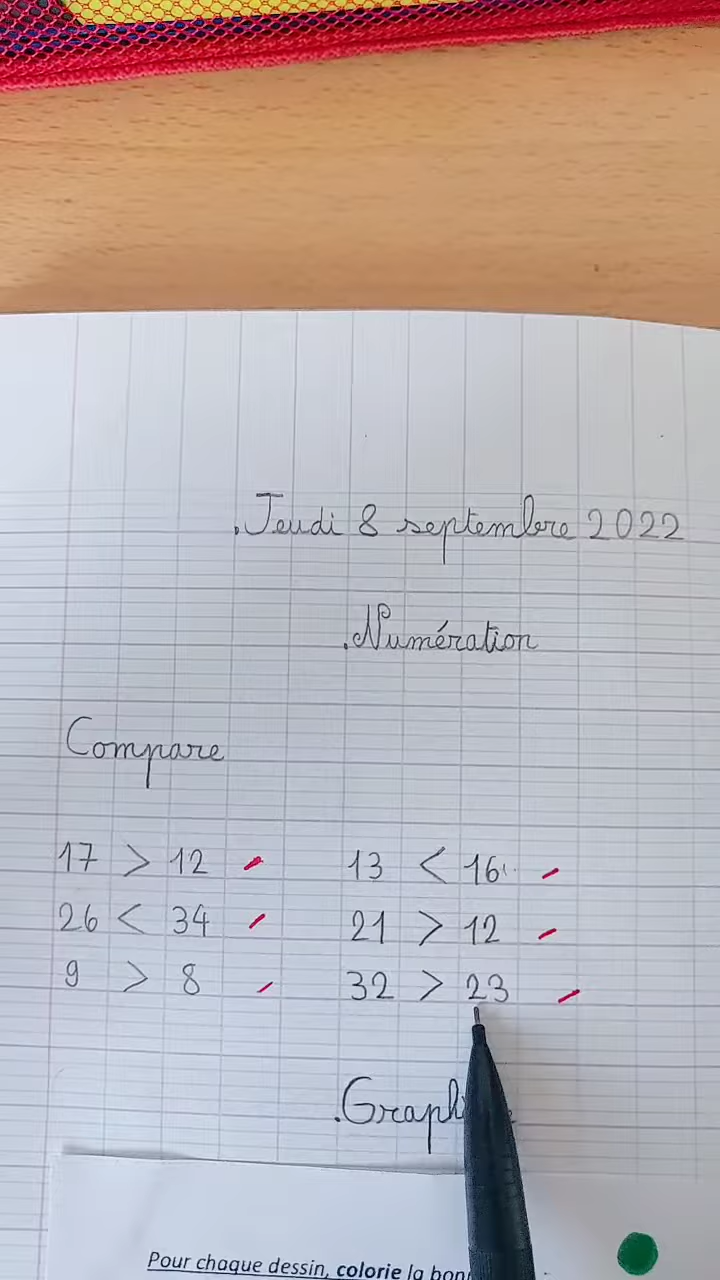 Jeudi 8 septembre 2022
Numération
Compare
17 > 12 13 < 16
26 < 34 21 > 12
9 > 8 32 > 23
Pour chaque dessin, colorie la